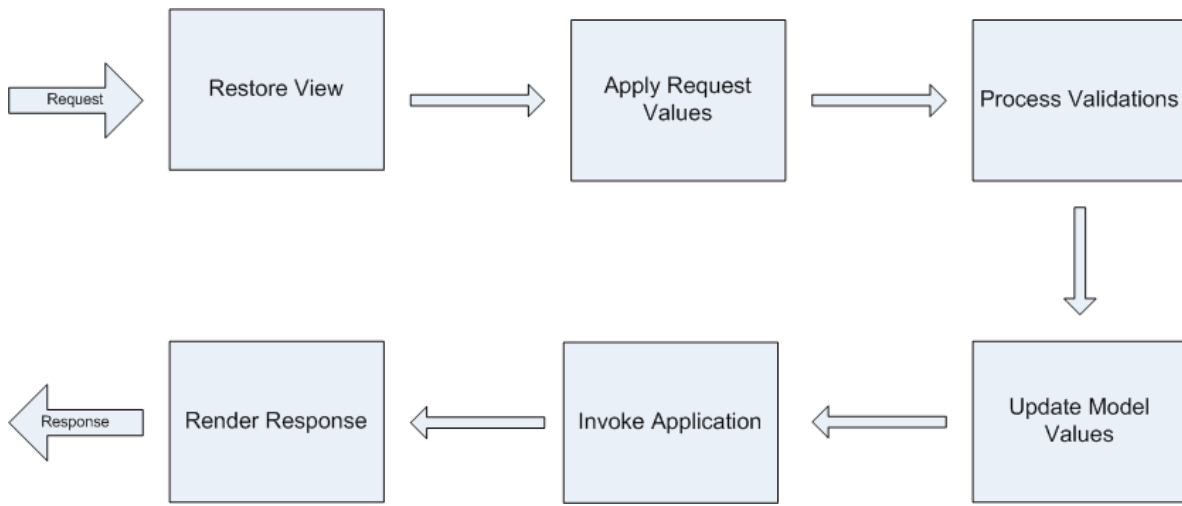 Request
Restore View
Apply Request
Values
Process Validations
Update Model
Values
Invoke Application
Render Response
Response